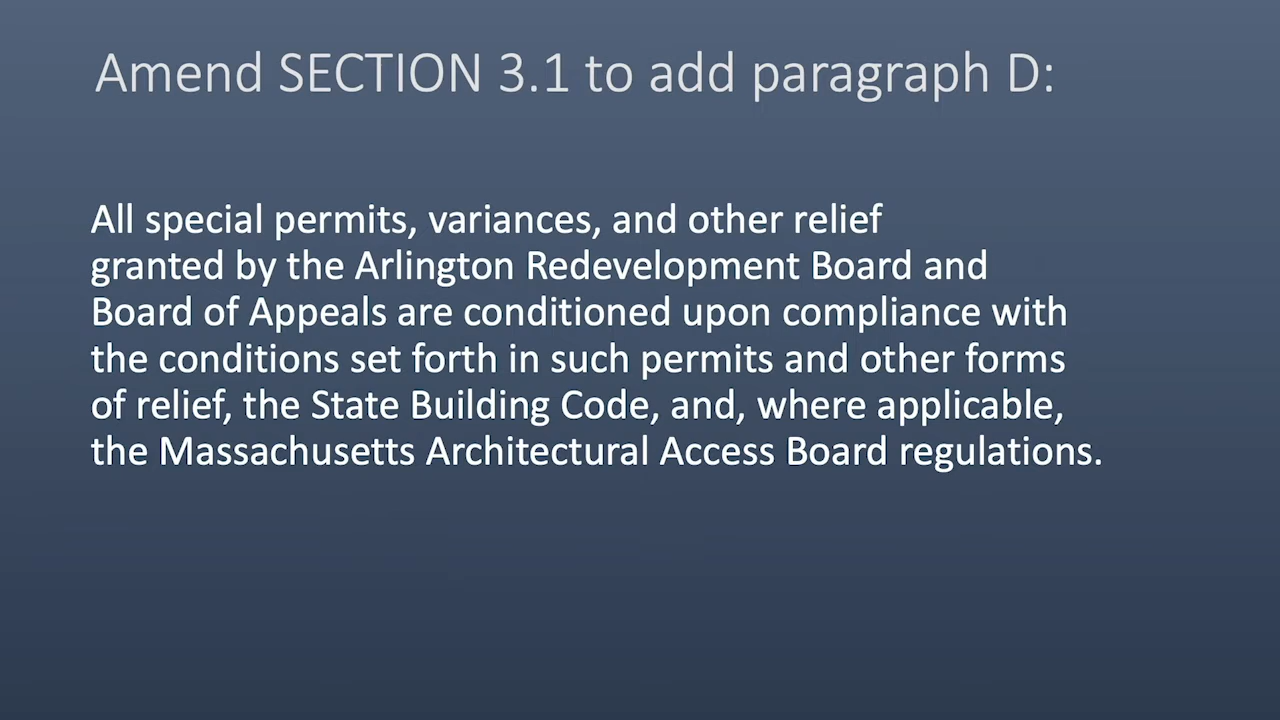 Amend SECTION 3.1 to add paragraph D:
All special permits, variances, and other relief
granted by the Arlington Redevelopment Board and
Board of Appeals are conditioned upon compliance with
the conditions set forth in such permits and other forms
of relief, the State Building Code, and, where applicable,
the Massachusetts Architectural Access Board regulations.